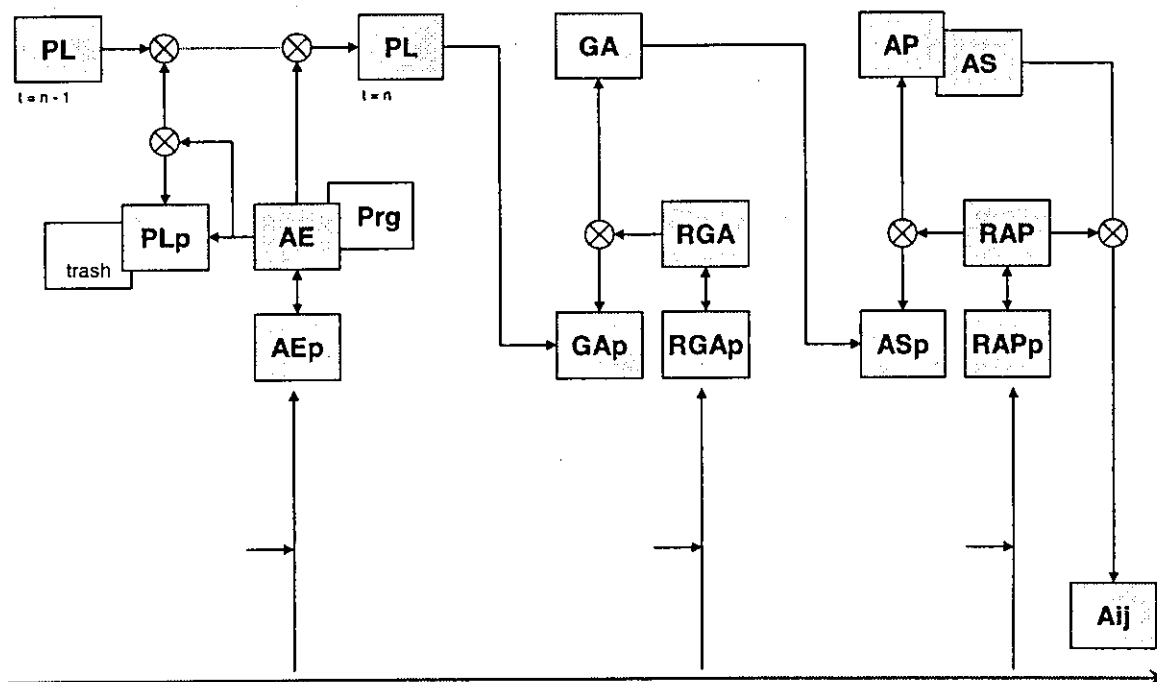 PL
PL
GA
AP
AS
t = n - 1
t = n
PLp
trash
AE
Prg
RGA
RAP
AEp
GAp
RGAp
ASp
RAPp
Aij